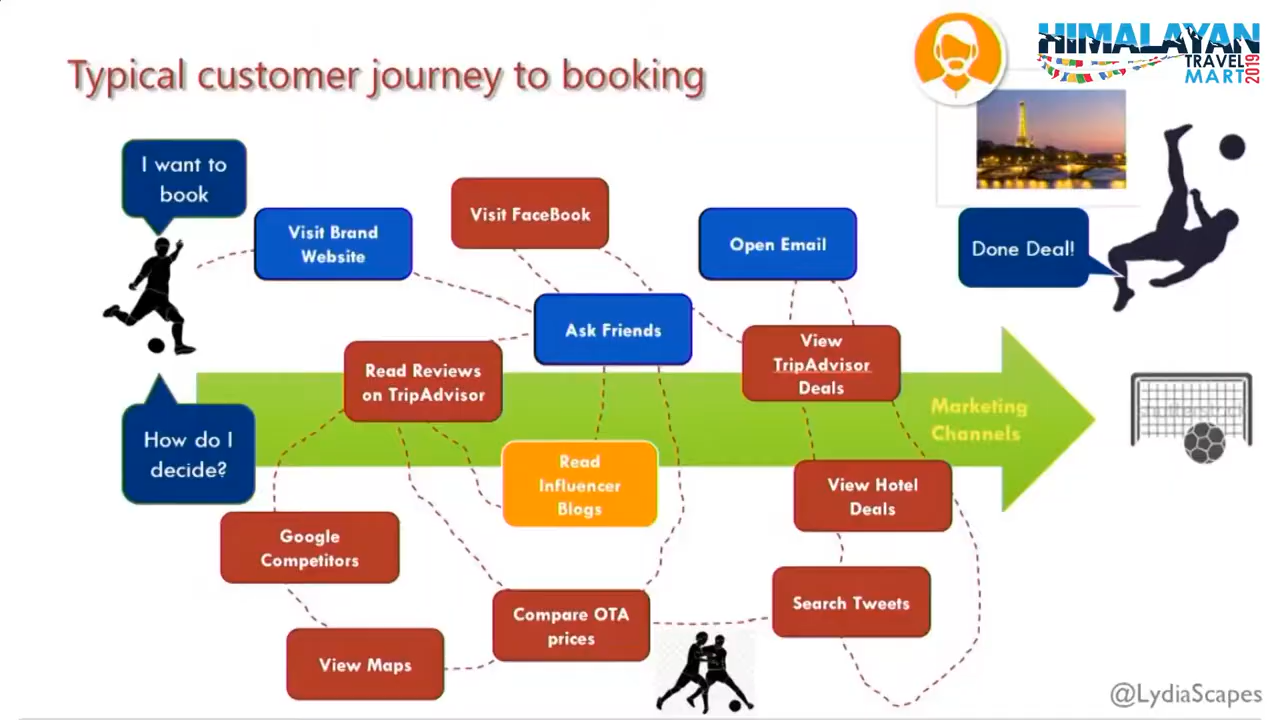 Typical customer journey to booking
HIMALAYAN
TRAVEL
MART 2019
I want to
book
Visit Brand
Website
Visit FaceBook
Open Email
Done Deal!
Ask Friends
Read Reviews
on TripAdvisor
View
TripAdvisor
Deals
Marketing
Channels
How do I
decide?
Read
Influencer
Blogs
View Hotel
Deals
Google
Competitors
Compare OTA
prices
Search Tweets
View Maps
@LydiaScapes